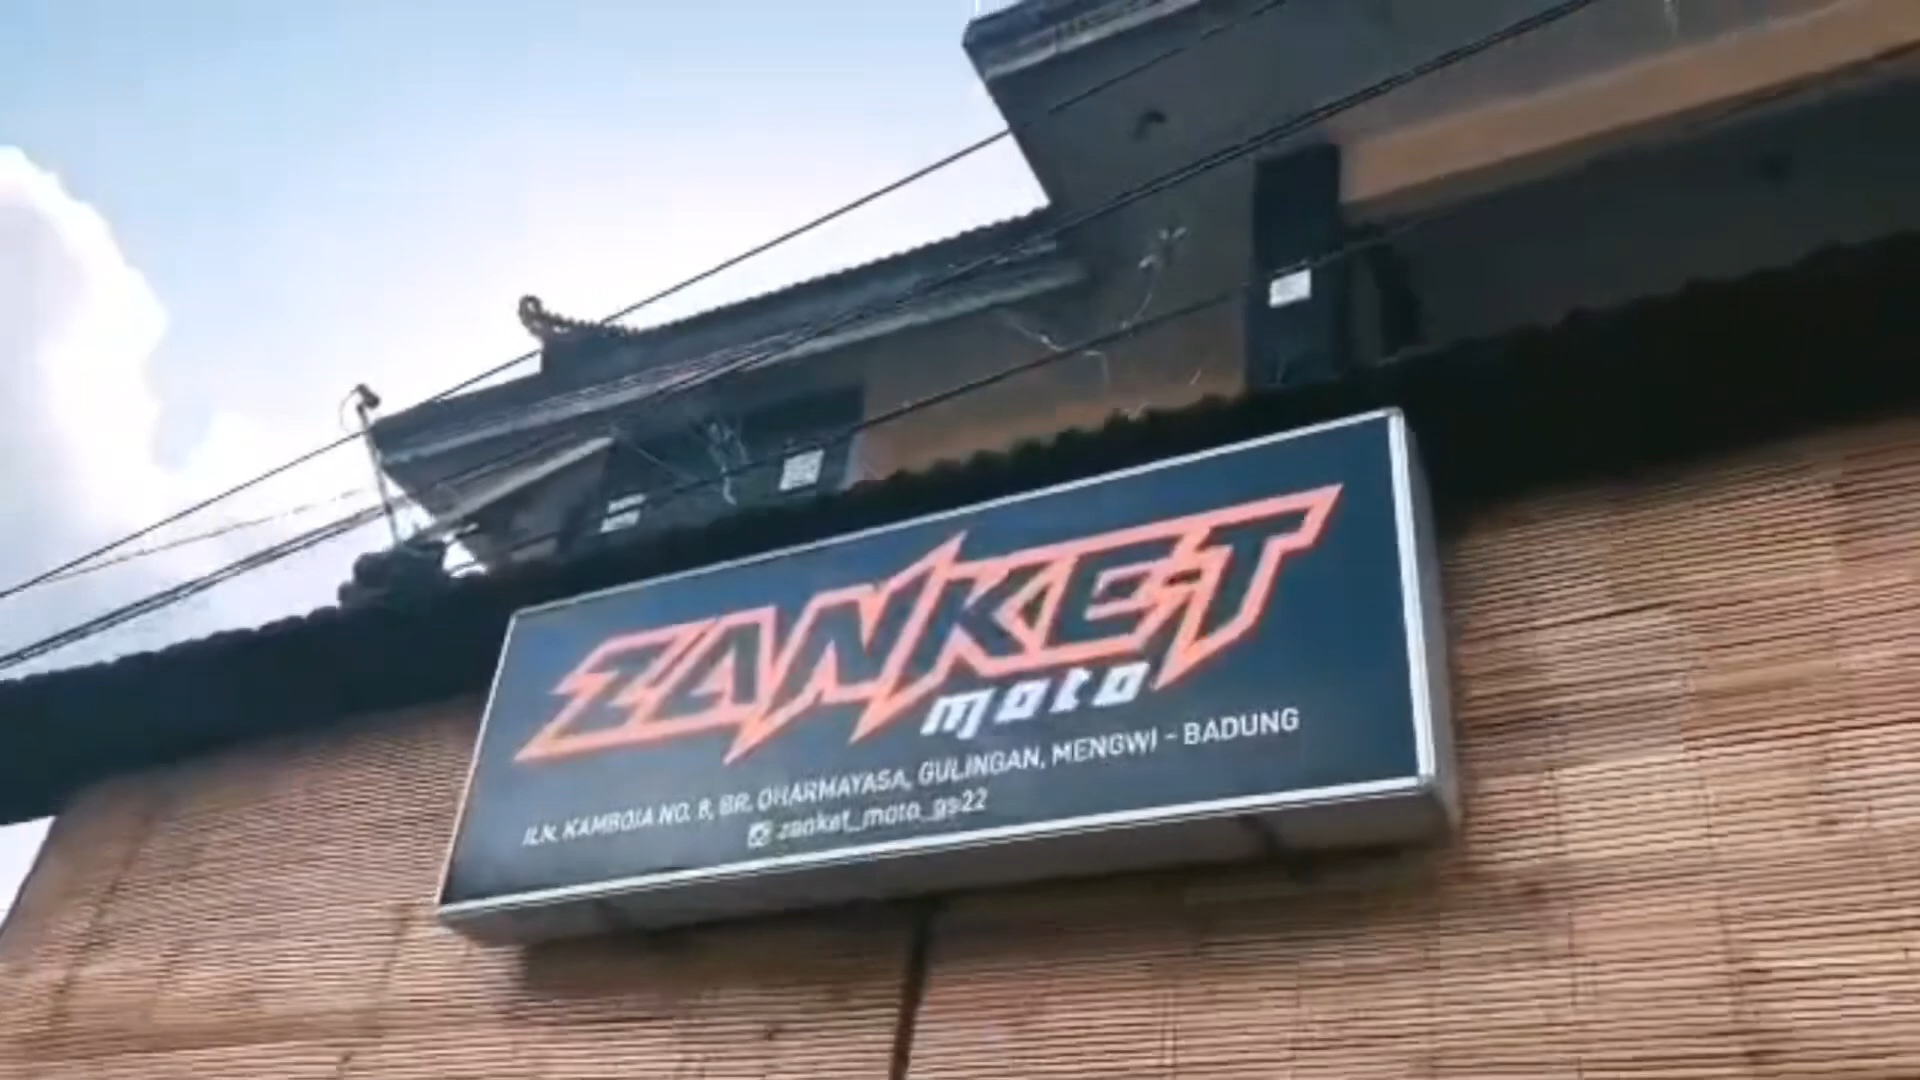 ZANKET
moto
JLN. KAMBOJA NO. 8, BR. DHARMAYASA, GULINGAN, MENGWI - BADUNG
zanket_moto_gs22